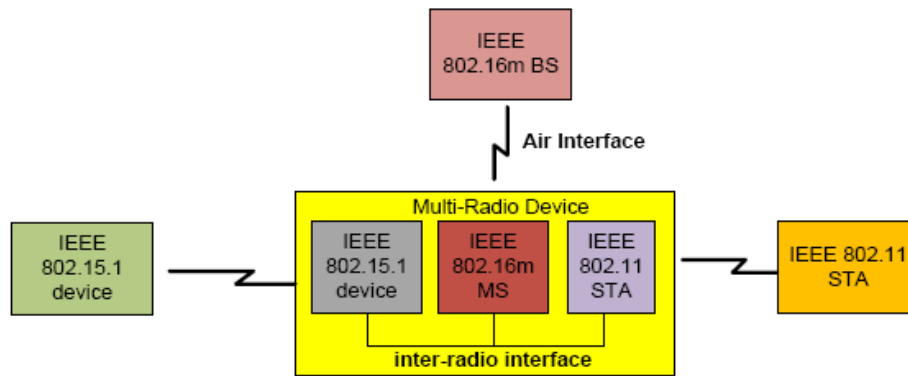 IEEE
802.16m BS
Air Interface
Multi-Radio Device
IEEE
802.15.1
device
IEEE
802.15.1
device
IEEE
802.16m
MS
IEEE
802.11
STA
IEEE 802.11
STA
inter-radio interface